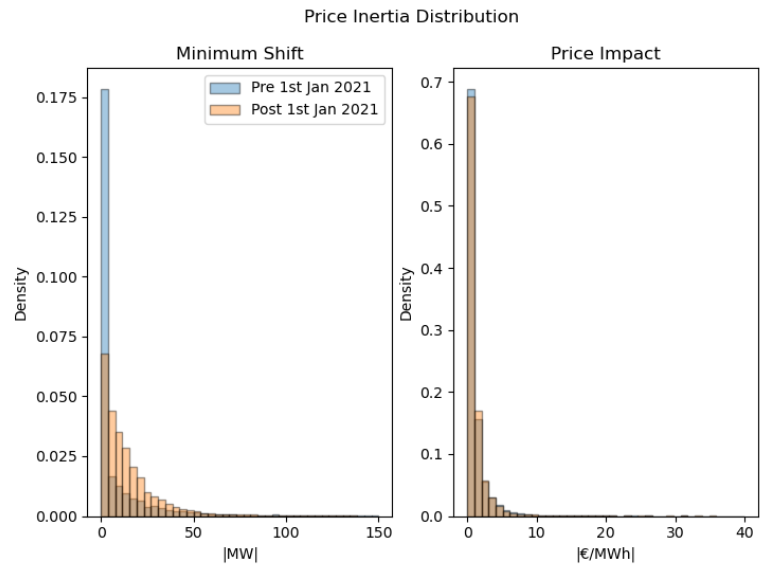 Price Inertia Distribution
Minimum Shift
Price Impact
Pre 1st Jan 2021
Post 1st Jan 2021
Density
0.175
0.150
0.125
0.100
0.075
0.050
0.025
0.000
0
50
100
150
|MW|
Density
0.7
0.6
0.5
0.4
0.3
0.2
0.1
0.0
0
10
20
30
40
|€/MWh|